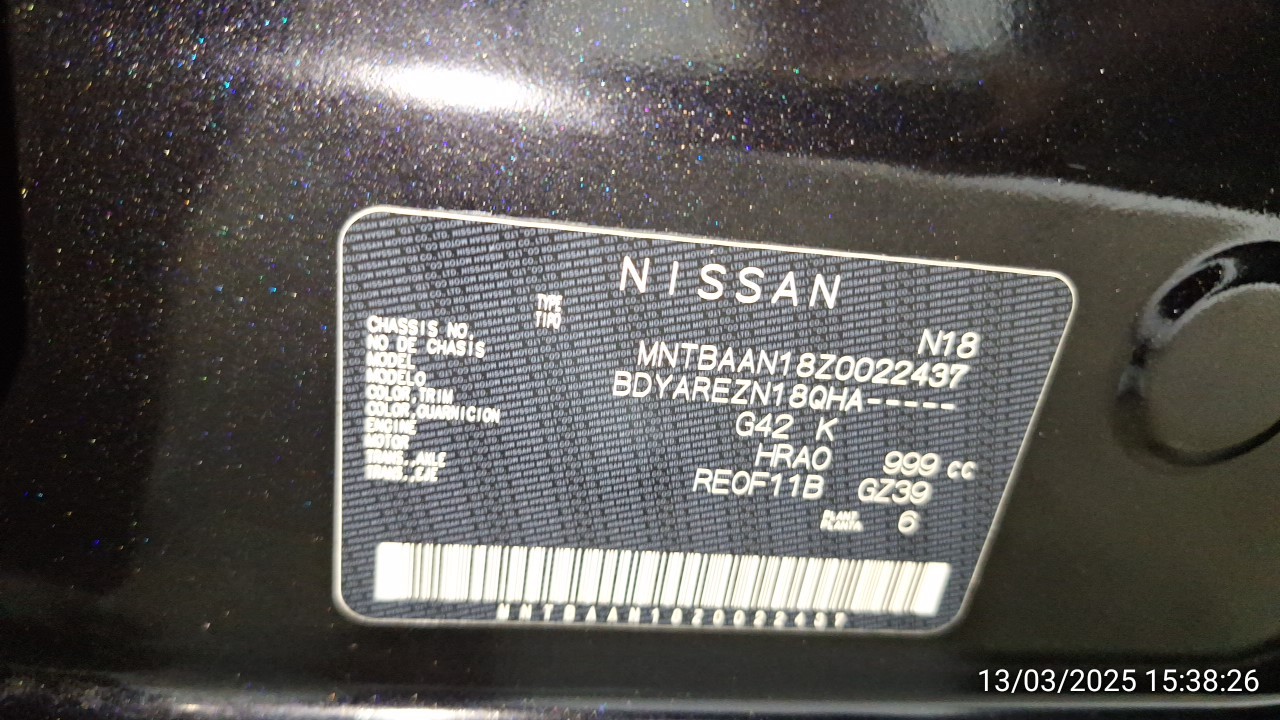 NISSAN
TYPE
TIPO
N18
CHASSIS NO.
NO DE CHASIS
MNTBAAN18Z0022437
MODEL
MODELO
BDYAREZN18QHA-----
COLOR,TRIM
COLOR,GUARNICION
G42 K
ENGINE
MOTOR
HRA0 999 cc
TRANS.,AXLE
TRANS.,EJE
RE0F11B GZ39
PLANT
PLANTA
6
MNTBAAN18Z0022437
13/03/2025 15:38:26